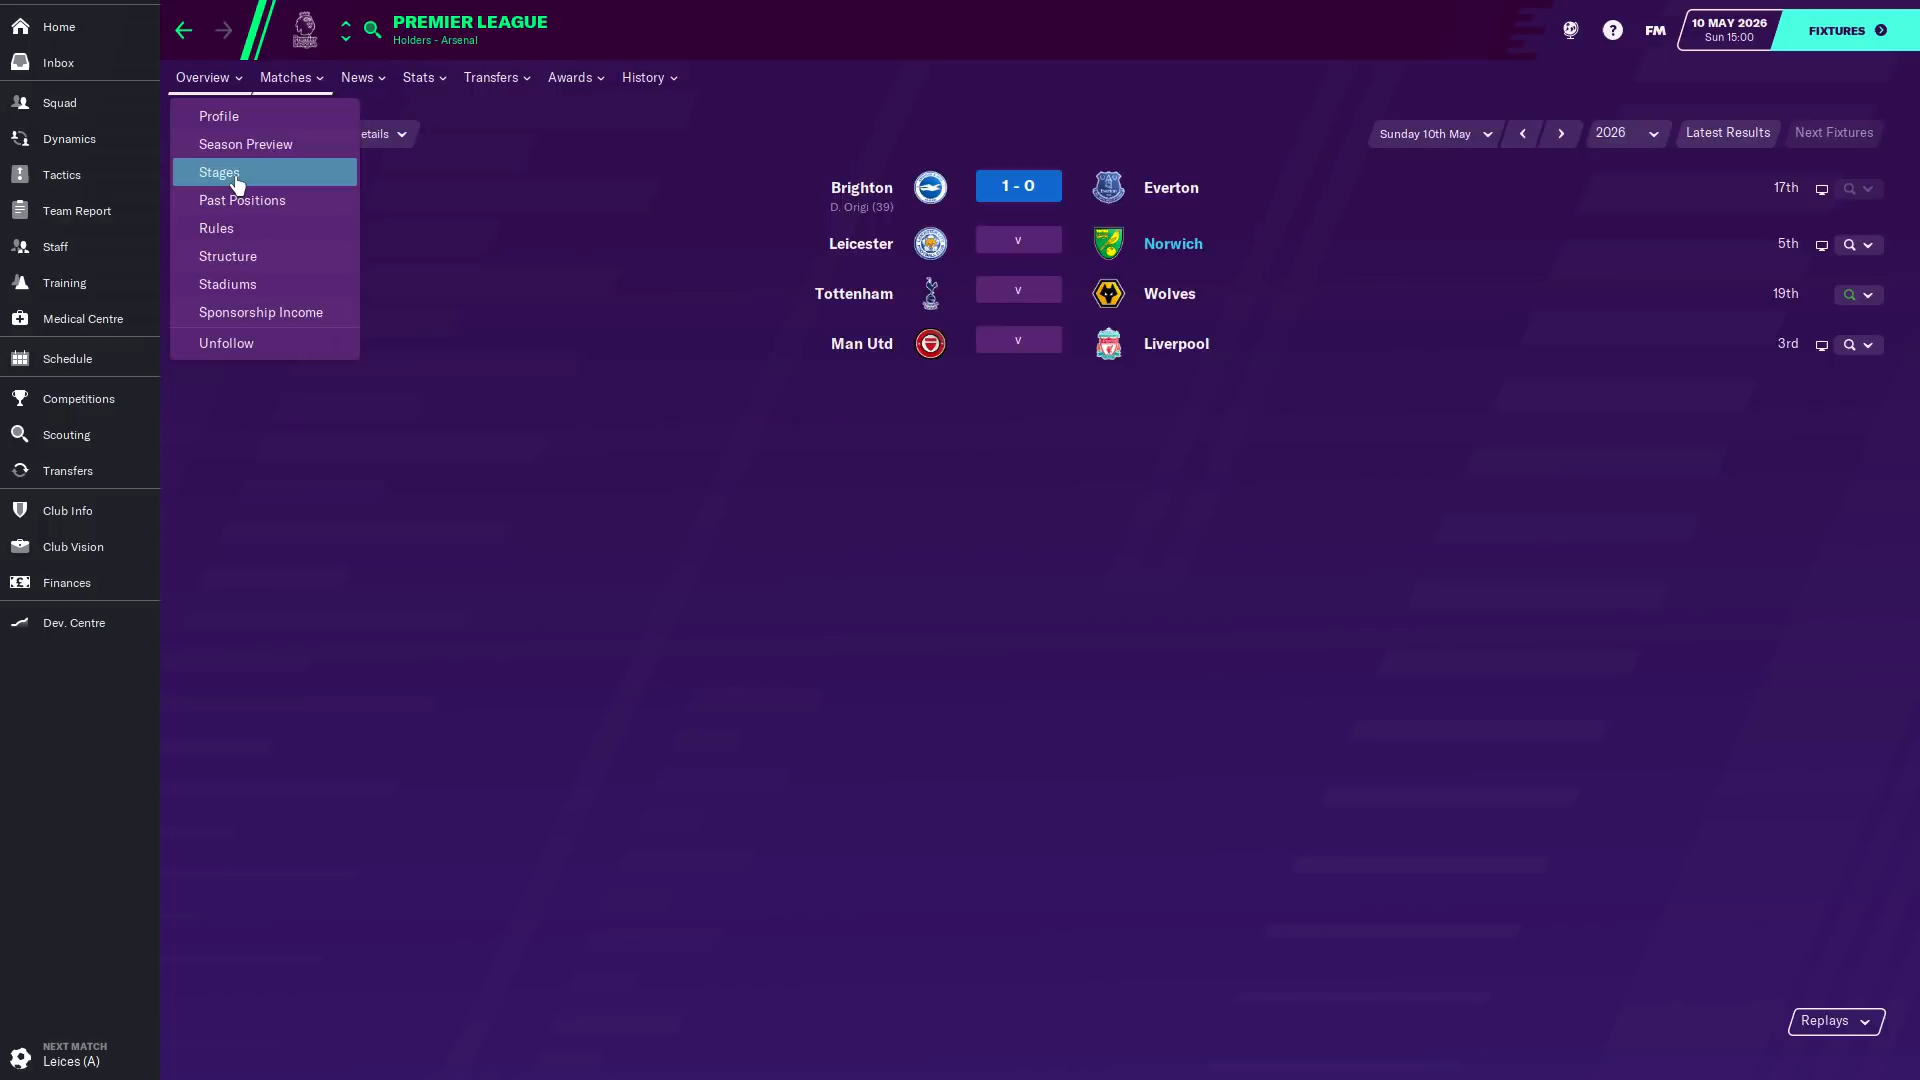 Home
Inbox
Squad
Dynamics
Tactics
Team Report
Staff
Training
Medical Centre
Schedule
Competitions
Scouting
Transfers
Club Info
Club Vision
Finances
Dev. Centre
NEXT MATCH
Leices (A)
PREMIER LEAGUE
Holders - Arsenal
FM
10 MAY 2026
Sun 15:00
FIXTURES
Overview Matches News Stats Transfers Awards History
Profile
Season Preview
Stages
Past Positions
Rules
Structure
Stadiums
Sponsorship Income
Unfollow
etails
Sunday 10th May 2026 Latest Results Next Fixtures
Brighton 1 - 0 Everton 17th
D. Origi (39)
Leicester v Norwich 5th
Tottenham v Wolves 19th
Man Utd v Liverpool 3rd
Replays